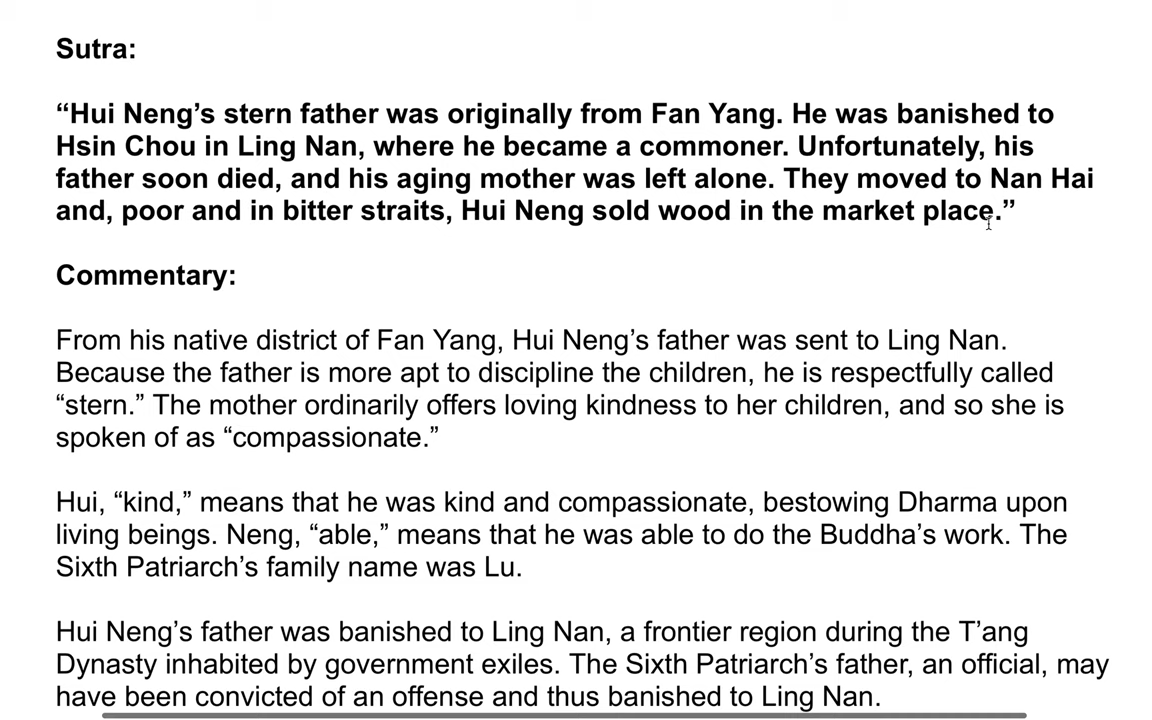 Sutra:
“Hui Neng’s stern father was originally from Fan Yang. He was banished to
Hsin Chou in Ling Nan, where he became a commoner. Unfortunately, his
father soon died, and his aging mother was left alone. They moved to Nan Hai
and, poor and in bitter straits, Hui Neng sold wood in the market place.”
Commentary:
From his native district of Fan Yang, Hui Neng’s father was sent to Ling Nan.
Because the father is more apt to discipline the children, he is respectfully called
“stern.” The mother ordinarily offers loving kindness to her children, and so she is
spoken of as “compassionate.”
Hui, “kind,” means that he was kind and compassionate, bestowing Dharma upon
living beings. Neng, “able,” means that he was able to do the Buddha’s work. The
Sixth Patriarch’s family name was Lu.
Hui Neng’s father was banished to Ling Nan, a frontier region during the T’ang
Dynasty inhabited by government exiles. The Sixth Patriarch’s father, an official, may
have been convicted of an offense and thus banished to Ling Nan.